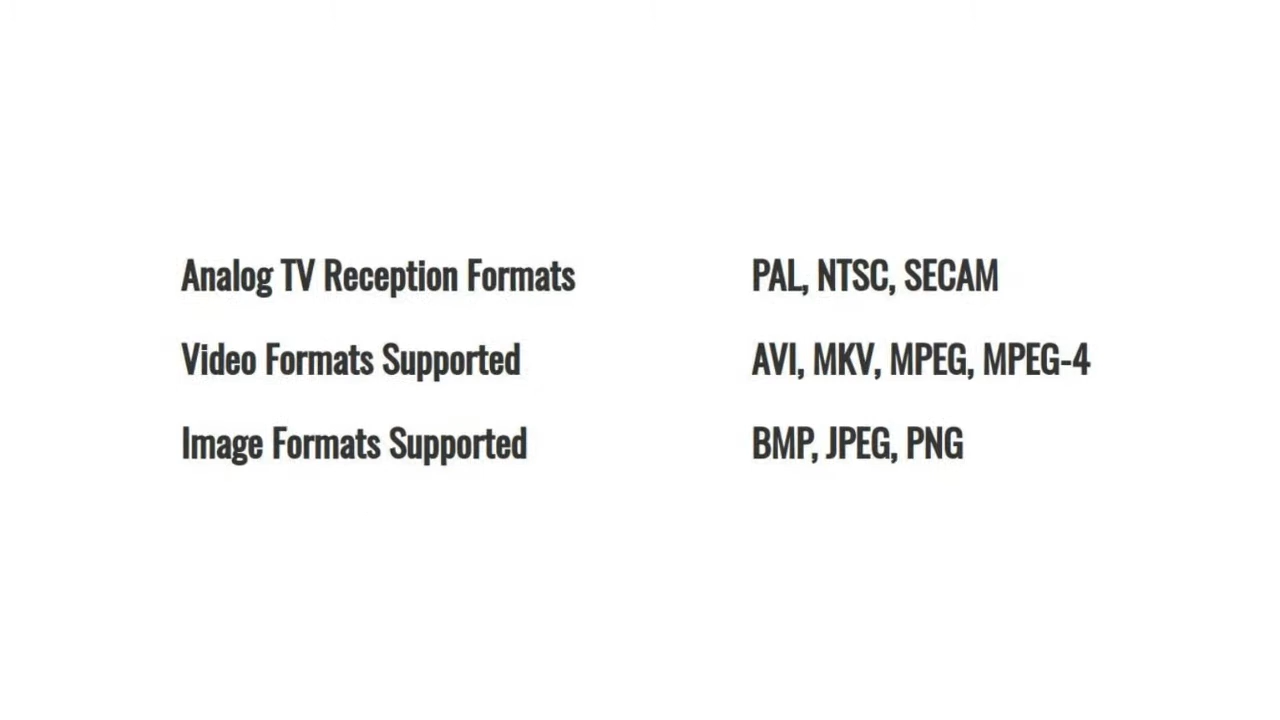 Analog TV Reception Formats PAL, NTSC, SECAM
Video Formats Supported AVI, MKV, MPEG, MPEG-4
Image Formats Supported BMP, JPEG, PNG